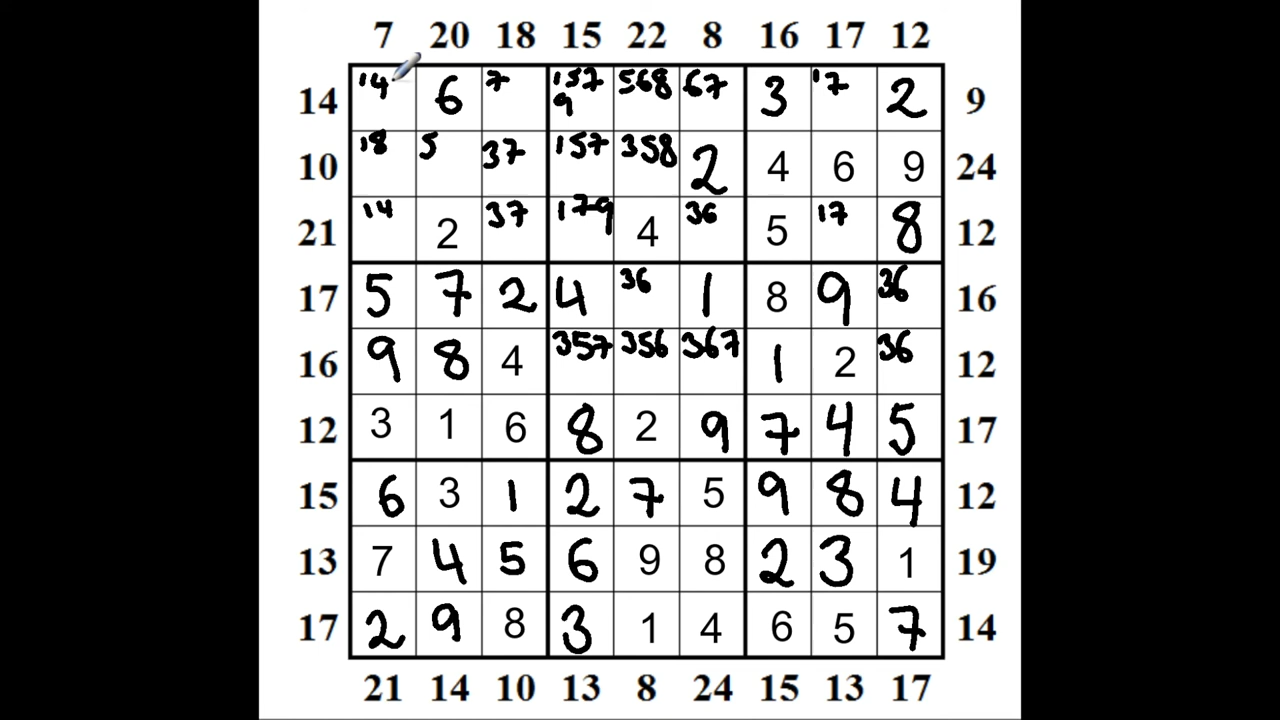 7 20 18 15 22 8 16 17 12
14 14 6 7 157 9 568 67 3 17 2 9
10 18 5 37 157 358 2 4 6 9 24
21 14 2 37 179 4 36 5 17 8 12
17 5 7 2 4 36 1 8 9 36 16
16 9 8 4 357 356 367 1 2 36 12
12 3 1 6 8 2 9 7 4 5 17
15 6 3 1 2 7 5 9 8 4 12
13 7 4 5 6 9 8 2 3 1 19
17 2 9 8 3 1 4 6 5 7 14
21 14 10 13 8 24 15 13 17